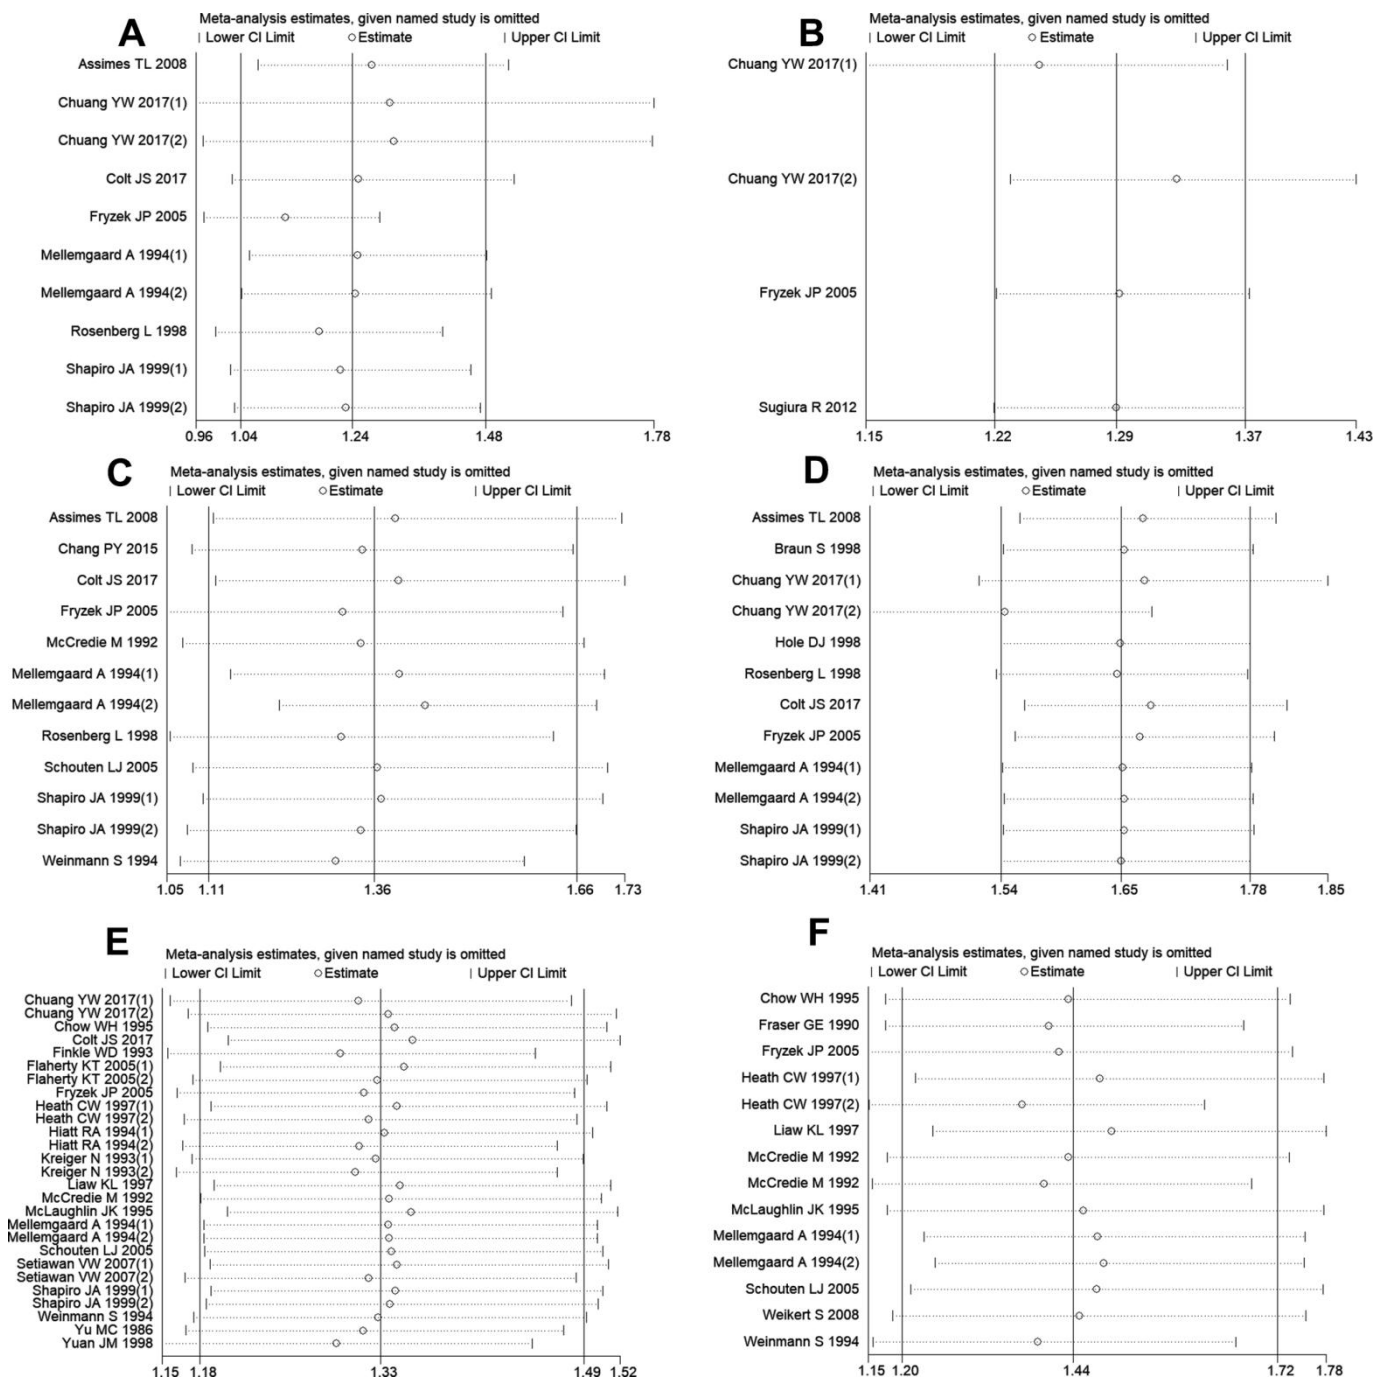 A
Meta-analysis estimates, given named study is omitted
| Lower CI Limit ○ Estimate | Upper CI Limit
Assimes TL 2008
Chuang YW 2017(1)
Chuang YW 2017(2)
Colt JS 2017
Fryzek JP 2005
Mellemgaard A 1994(1)
Mellemgaard A 1994(2)
Rosenberg L 1998
Shapiro JA 1999(1)
Shapiro JA 1999(2)
0.96 1.04 1.24 1.48 1.78
B
Meta-analysis estimates, given named study is omitted
| Lower CI Limit ○ Estimate | Upper CI Limit
Chuang YW 2017(1)
Chuang YW 2017(2)
Fryzek JP 2005
Sugiura R 2012
1.15 1.22 1.29 1.37 1.43
C
Meta-analysis estimates, given named study is omitted
| Lower CI Limit ○ Estimate | Upper CI Limit
Assimes TL 2008
Chang PY 2015
Colt JS 2017
Fryzek JP 2005
McCredie M 1992
Mellemgaard A 1994(1)
Mellemgaard A 1994(2)
Rosenberg L 1998
Schouten LJ 2005
Shapiro JA 1999(1)
Shapiro JA 1999(2)
Weinmann S 1994
1.05 1.11 1.36 1.66 1.73
D
Meta-analysis estimates, given named study is omitted
| Lower CI Limit ○ Estimate | Upper CI Limit
Assimes TL 2008
Braun S 1998
Chuang YW 2017(1)
Chuang YW 2017(2)
Hole DJ 1998
Rosenberg L 1998
Colt JS 2017
Fryzek JP 2005
Mellemgaard A 1994(1)
Mellemgaard A 1994(2)
Shapiro JA 1999(1)
Shapiro JA 1999(2)
1.41 1.54 1.65 1.78 1.85
E
Meta-analysis estimates, given named study is omitted
| Lower CI Limit ○ Estimate | Upper CI Limit
Chuang YW 2017(1)
Chuang YW 2017(2)
Chow WH 1995
Colt JS 2017
Finkle WD 1993
Flaherty KT 2005(1)
Flaherty KT 2005(2)
Fryzek JP 2005
Heath CW 1997(1)
Heath CW 1997(2)
Hiatt RA 1994(1)
Hiatt RA 1994(2)
Kreiger N 1993(1)
Kreiger N 1993(2)
Liaw KL 1997
McCredie M 1992
McLaughlin JK 1995
Mellemgaard A 1994(1)
Mellemgaard A 1994(2)
Schouten LJ 2005
Setiawan VW 2007(1)
Setiawan VW 2007(2)
Shapiro JA 1999(1)
Shapiro JA 1999(2)
Weinmann S 1994
Yu MC 1986
Yuan JM 1998
1.15 1.18 1.33 1.49 1.52
F
Meta-analysis estimates, given named study is omitted
| Lower CI Limit ○ Estimate | Upper CI Limit
Chow WH 1995
Fraser GE 1990
Fryzek JP 2005
Heath CW 1997(1)
Heath CW 1997(2)
Liaw KL 1997
McCredie M 1992
McCredie M 1992
McLaughlin JK 1995
Mellemgaard A 1994(1)
Mellemgaard A 1994(2)
Schouten LJ 2005
Weikert S 2008
Weinmann S 1994
1.15 1.20 1.44 1.72 1.78